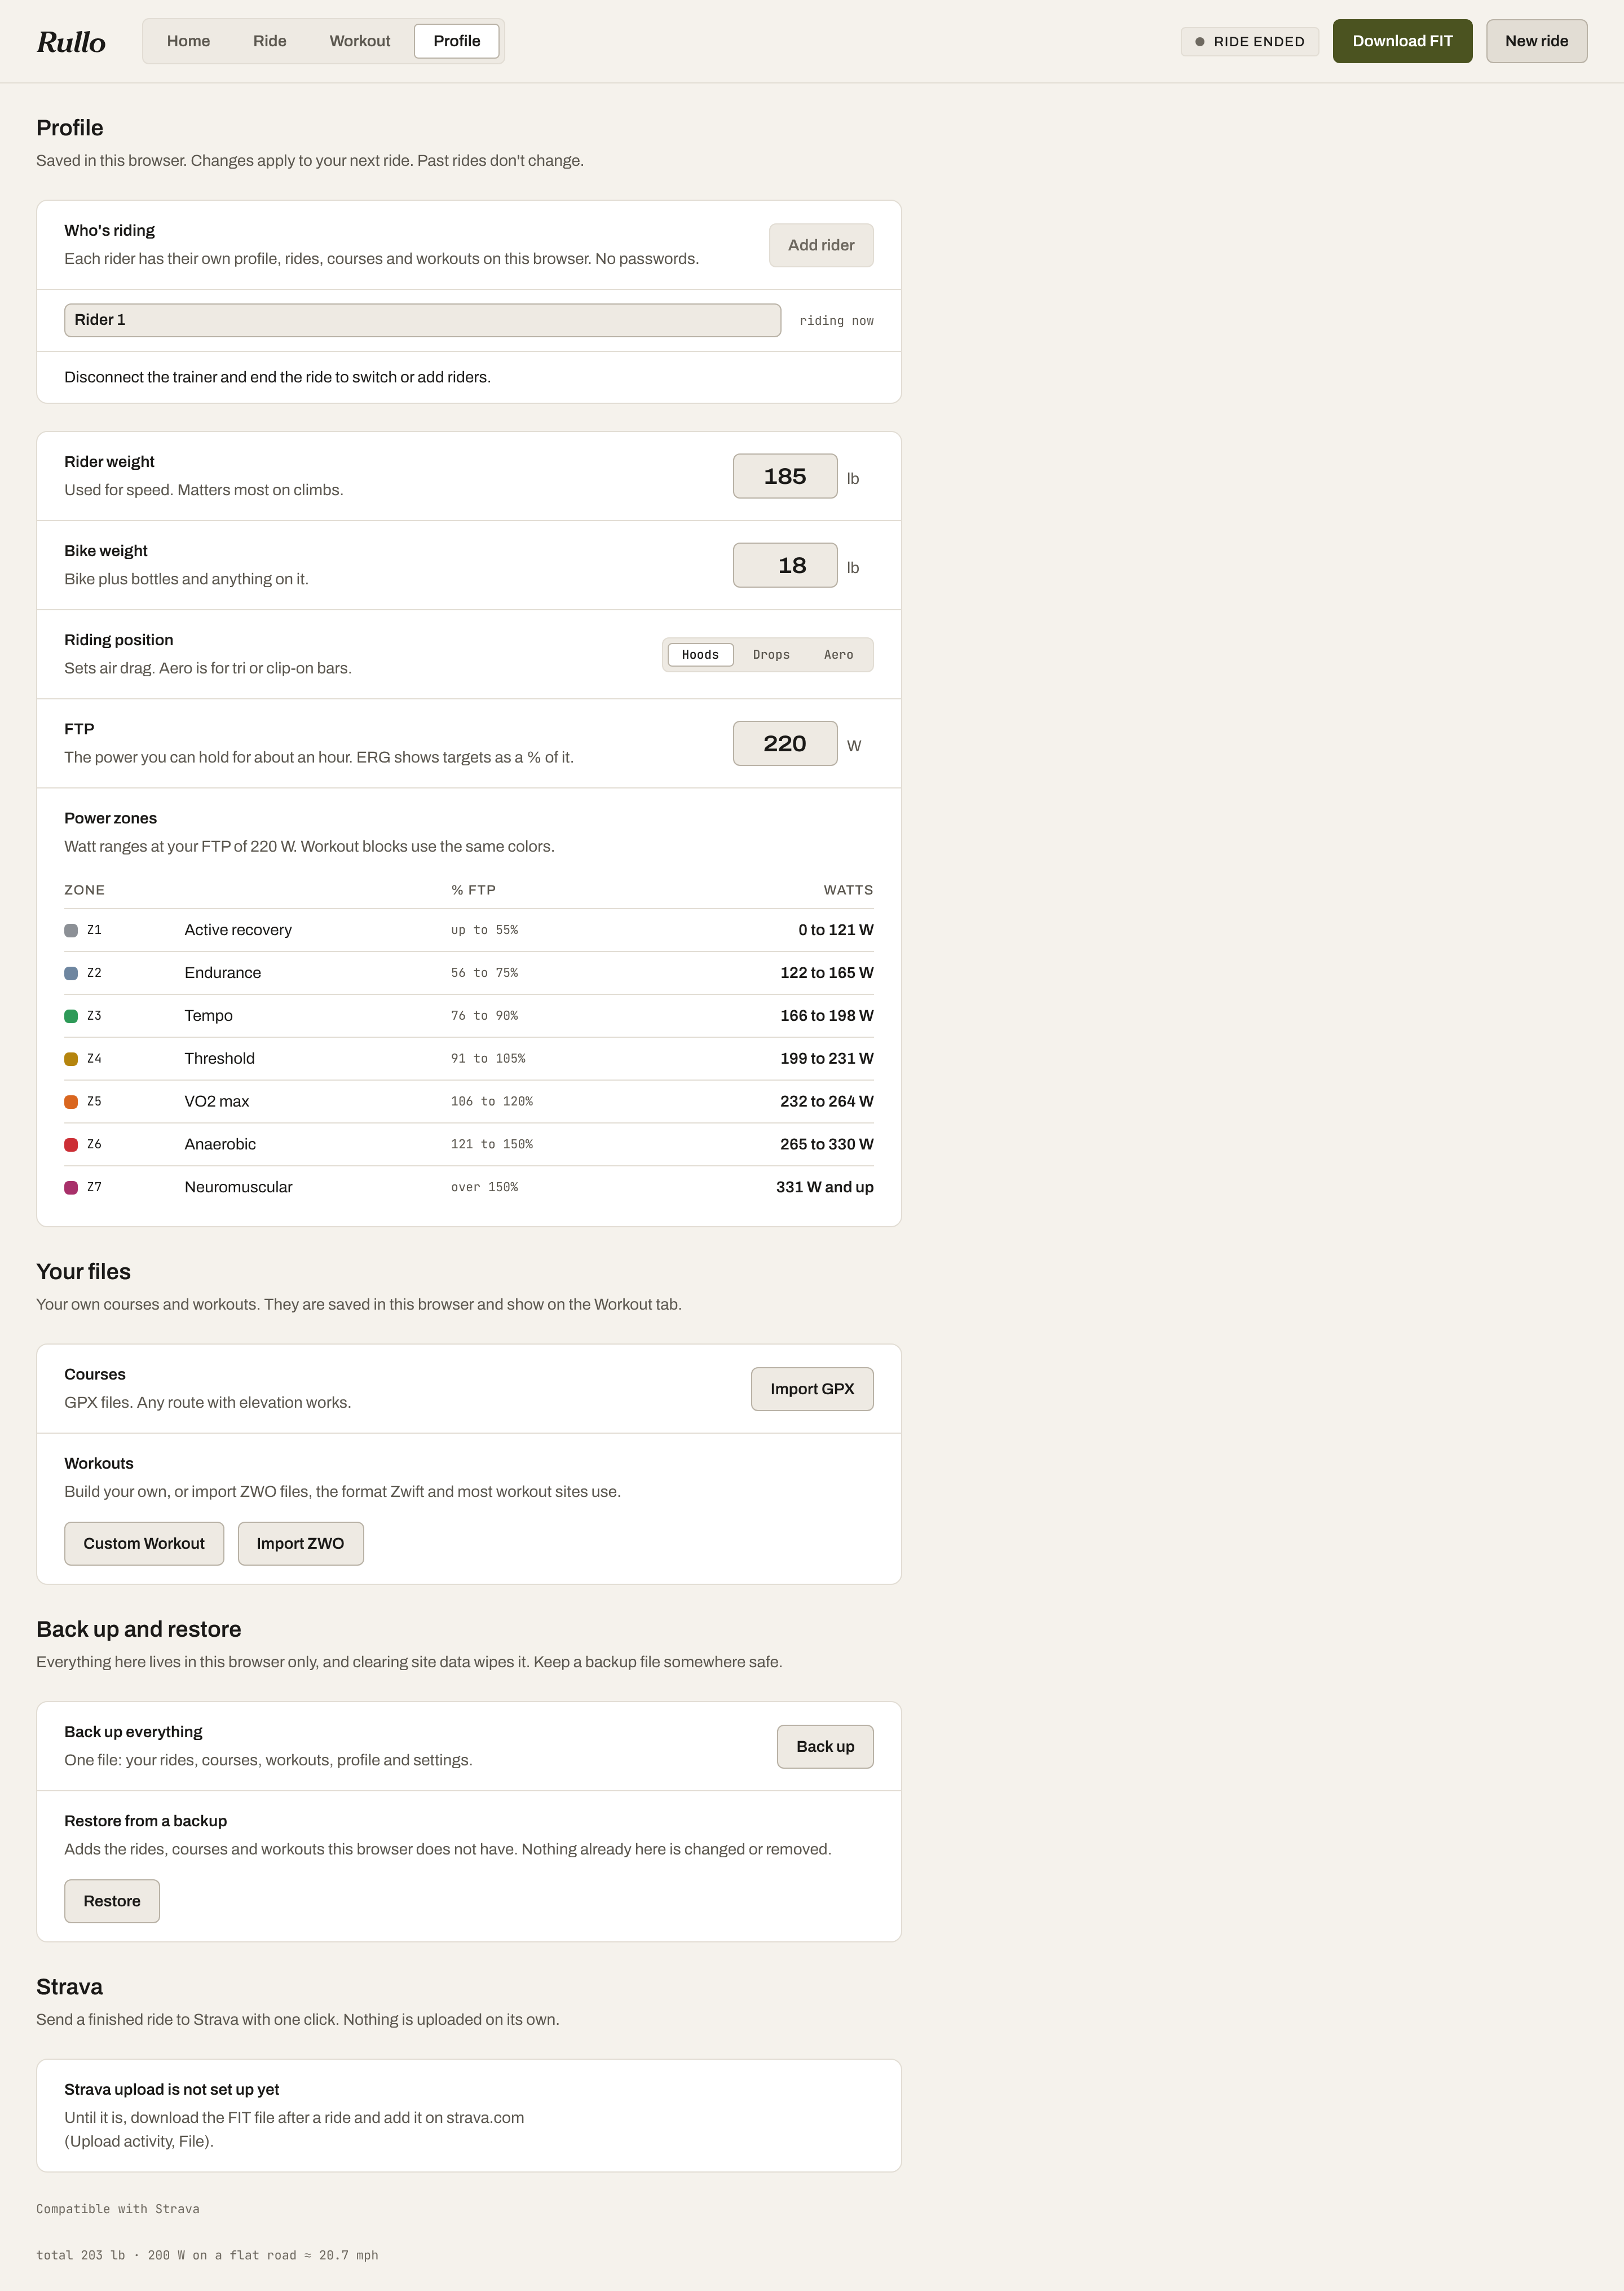 Rullo
Home Ride Workout Profile
RIDE ENDED
Download FIT
New ride
Profile
Saved in this browser. Changes apply to your next ride. Past rides don't change.
Who's riding
Each rider has their own profile, rides, courses and workouts on this browser. No passwords.
Add rider
Rider 1
riding now
Disconnect the trainer and end the ride to switch or add riders.
Rider weight
Used for speed. Matters most on climbs.
185 lb
Bike weight
Bike plus bottles and anything on it.
18 lb
Riding position
Sets air drag. Aero is for tri or clip-on bars.
Hoods Drops Aero
FTP
The power you can hold for about an hour. ERG shows targets as a % of it.
220 W
Power zones
Watt ranges at your FTP of 220 W. Workout blocks use the same colors.
ZONE % FTP WATTS
Z1 Active recovery up to 55% 0 to 121 W
Z2 Endurance 56 to 75% 122 to 165 W
Z3 Tempo 76 to 90% 166 to 198 W
Z4 Threshold 91 to 105% 199 to 231 W
Z5 VO2 max 106 to 120% 232 to 264 W
Z6 Anaerobic 121 to 150% 265 to 330 W
Z7 Neuromuscular over 150% 331 W and up
Your files
Your own courses and workouts. They are saved in this browser and show on the Workout tab.
Courses
GPX files. Any route with elevation works.
Import GPX
Workouts
Build your own, or import ZWO files, the format Zwift and most workout sites use.
Custom Workout Import ZWO
Back up and restore
Everything here lives in this browser only, and clearing site data wipes it. Keep a backup file somewhere safe.
Back up everything
One file: your rides, courses, workouts, profile and settings.
Back up
Restore from a backup
Adds the rides, courses and workouts this browser does not have. Nothing already here is changed or removed.
Restore
Strava
Send a finished ride to Strava with one click. Nothing is uploaded on its own.
Strava upload is not set up yet
Until it is, download the FIT file after a ride and add it on strava.com
(Upload activity, File).
Compatible with Strava
total 203 lb · 200 W on a flat road ≈ 20.7 mph